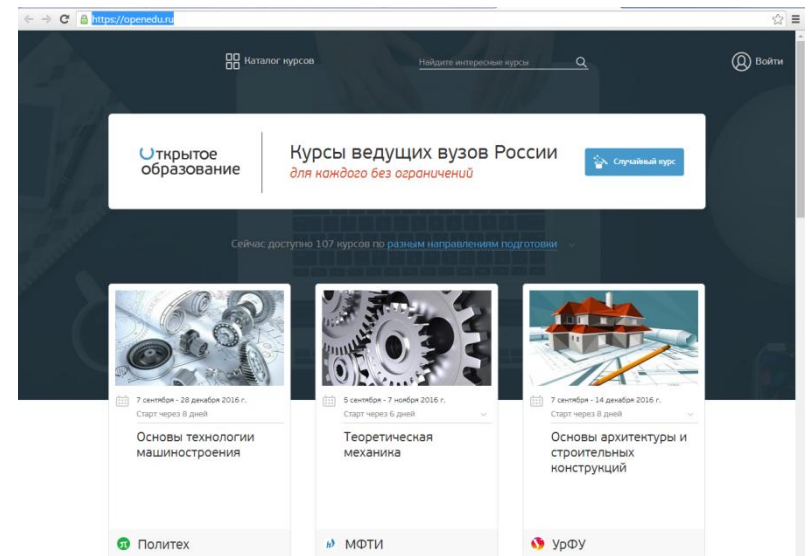 https://openedu.ru
Каталог курсов
Найдите интересные курсы
Войти
Открытое
образование
Курсы ведущих вузов России
для каждого без ограничений
Случайный курс
Сейчас доступно 107 курсов по разным направлениям подготовки
7 сентября - 28 декабря 2016 г.
Старт через 8 дней
Основы технологии
машиностроения
Политех
5 сентября - 7 ноября 2016 г.
Старт через 6 дней
Теоретическая
механика
МФТИ
7 сентября - 14 декабря 2016 г.
Старт через 8 дней
Основы архитектуры и
строительных
конструкций
УрФУ